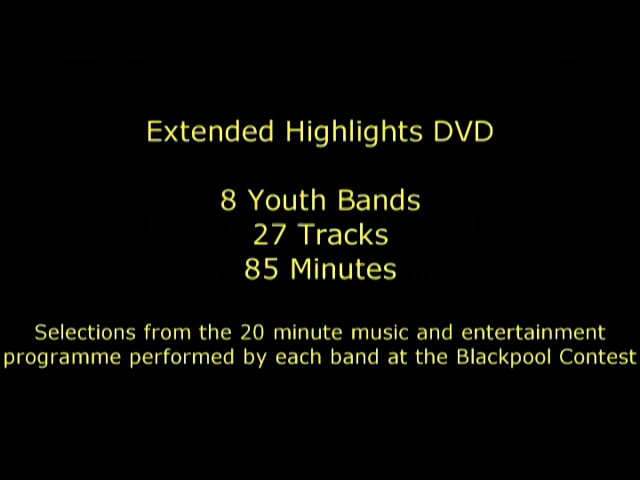 Extended Highlights DVD
8 Youth Bands
27 Tracks
85 Minutes
Selections from the 20 minute music and entertainment
programme performed by each band at the Blackpool Contest